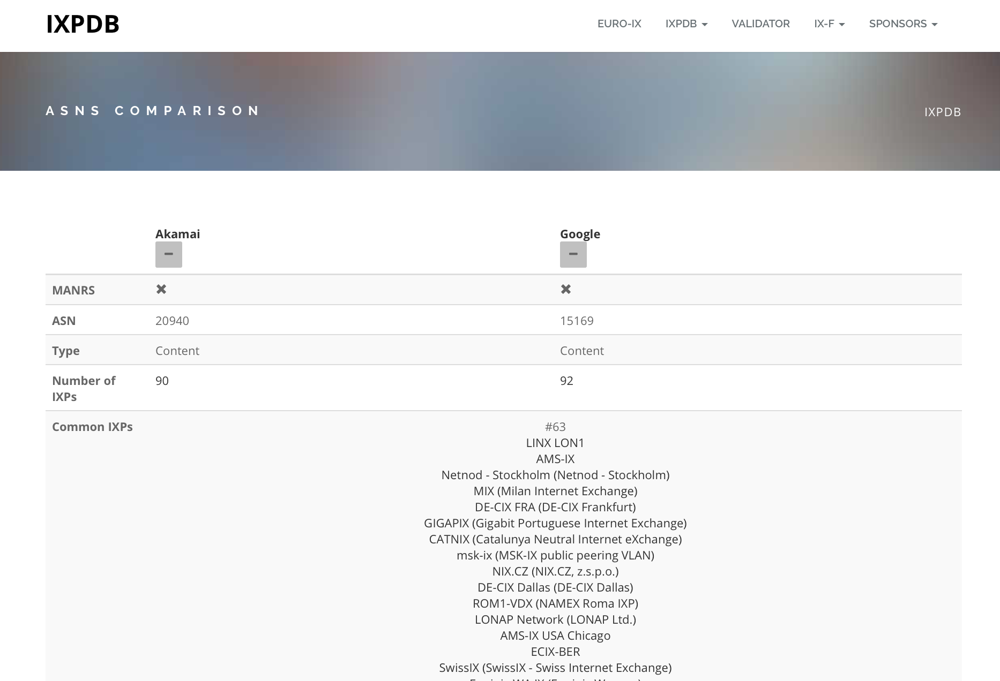 IXPDB
EURO-IX IXPDB VALIDATOR IX-F SPONSORS
ASNS COMPARISON
IXPDB
Akamai Google
MANRS
ASN 20940 15169
Type Content Content
Number of 90 92
IXPs
Common IXPs #63
LINX LON1
AMS-IX
Netnod - Stockholm (Netnod - Stockholm)
MIX (Milan Internet Exchange)
DE-CIX FRA (DE-CIX Frankfurt)
GIGAPIX (Gigabit Portuguese Internet Exchange)
CATNIX (Catalunya Neutral Internet eXchange)
msk-ix (MSK-IX public peering VLAN)
NIX.CZ (NIX.CZ, z.s.p.o.)
DE-CIX Dallas (DE-CIX Dallas)
ROM1-VDX (NAMEX Roma IXP)
LONAP Network (LONAP Ltd.)
AMS-IX USA Chicago
ECIX-BER
SwissIX (SwissIX - Swiss Internet Exchange)